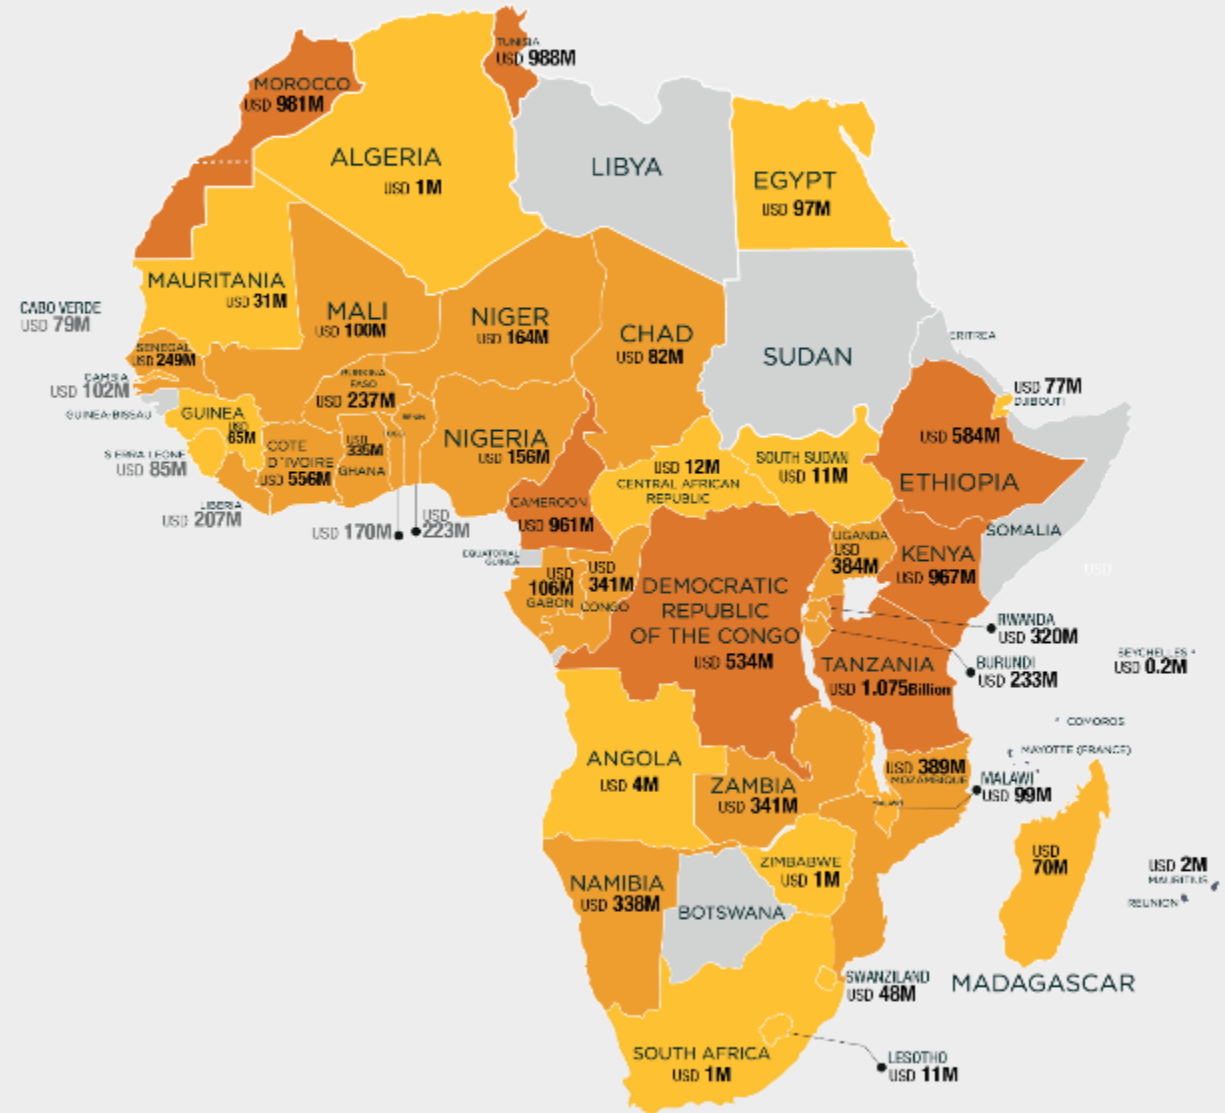 TUNISIA
USD 988M
MOROCCO
USD 981M
ALGERIA
USD 1M
LIBYA
EGYPT
USD 97M
MAURITANIA
USD 31M
CABO VERDE
USD 79M
MALI
USD 100M
NIGER
USD 164M
CHAD
USD 82M
SUDAN
ERITREA
SENEGAL
USD 249M
GAMBIA
USD 102M
GUINEA-BISSAU
BURKINA
FASO
USD 237M
USD 77M
DJIBOUTI
GUINEA
USD
65M
SIERRA LEONE
USD 85M
COTE
D'IVOIRE
USD 556M
USD
335M
GHANA
TOGO
BENIN
NIGERIA
USD 156M
USD 12M
CENTRAL AFRICAN
REPUBLIC
SOUTH SUDAN
USD 11M
USD 584M
ETHIOPIA
LIBERIA
USD 207M
USD 170M
USD
223M
CAMEROON
USD 961M
SOMALIA
EQUATORIAL
GUINEA
USD
106M
GABON
USD
341M
CONGO
DEMOCRATIC
REPUBLIC
OF THE CONGO
USD 534M
UGANDA
USD
384M
KENYA
USD 967M
USD
RWANDA
USD 320M
BURUNDI
USD 233M
SEYCHELLES
USD 0.2M
TANZANIA
USD 1.075Billion
COMOROS
MAYOTTE (FRANCE)
ANGOLA
USD 4M
ZAMBIA
USD 341M
USD 389M
MOZAMBIQUE
MALAWI
MALAWI
USD 99M
ZIMBABWE
USD 1M
USD
70M
USD 2M
MAURITIUS
REUNION
NAMIBIA
USD 338M
BOTSWANA
SWANZILAND
USD 48M
MADAGASCAR
SOUTH AFRICA
USD 1M
LESOTHO
USD 11M